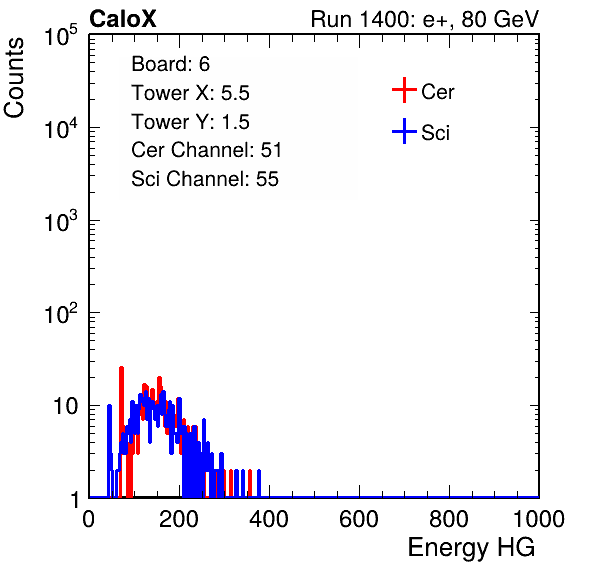 CaloX Run 1400: e+, 80 GeV
Counts
Board: 6
Tower X: 5.5
Tower Y: 1.5
Cer Channel: 51
Sci Channel: 55
Cer
Sci
10^5
10^4
10^3
10^2
10
1
0 200 400 600 800 1000
Energy HG